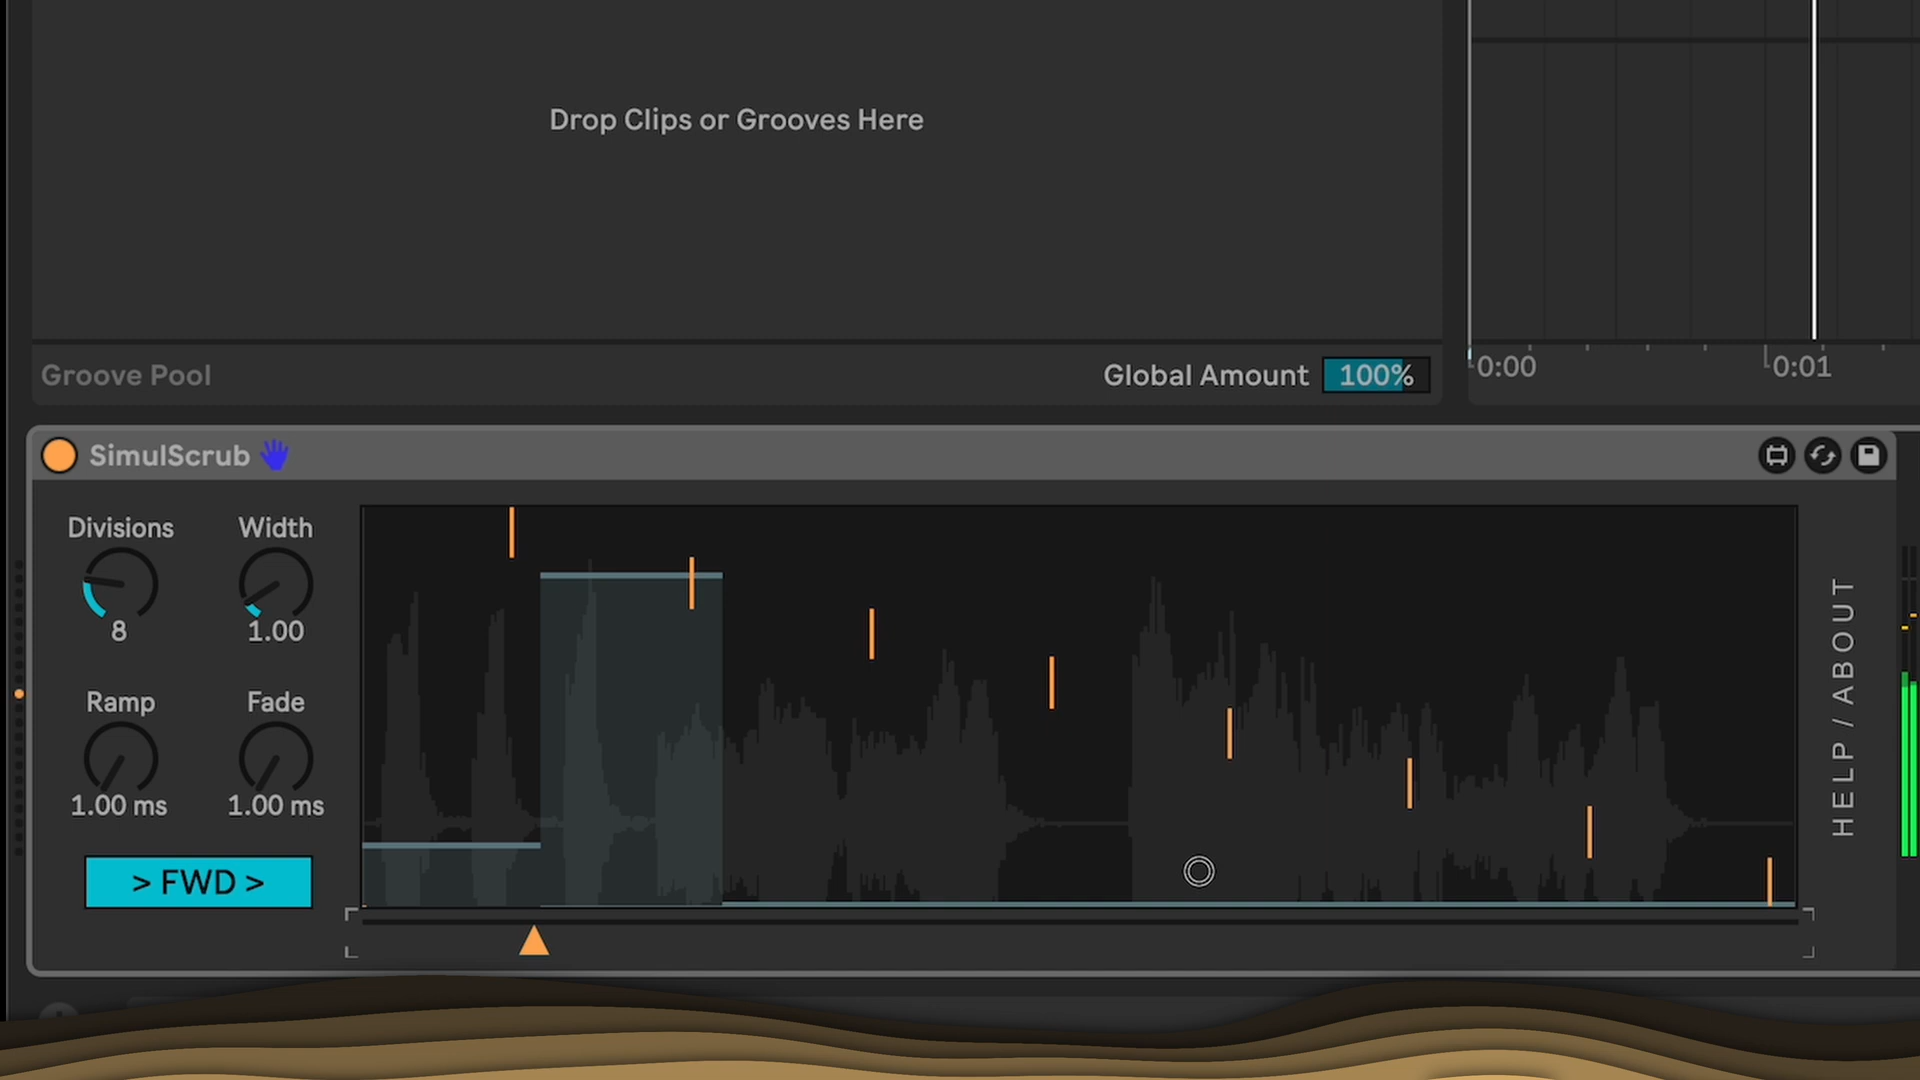 Drop Clips or Grooves Here
Groove Pool
Global Amount 100%
0:00
0:01
SimulScrub
Divisions
Width
8
1.00
Ramp
Fade
1.00 ms
1.00 ms
> FWD >
HELP / ABOUT